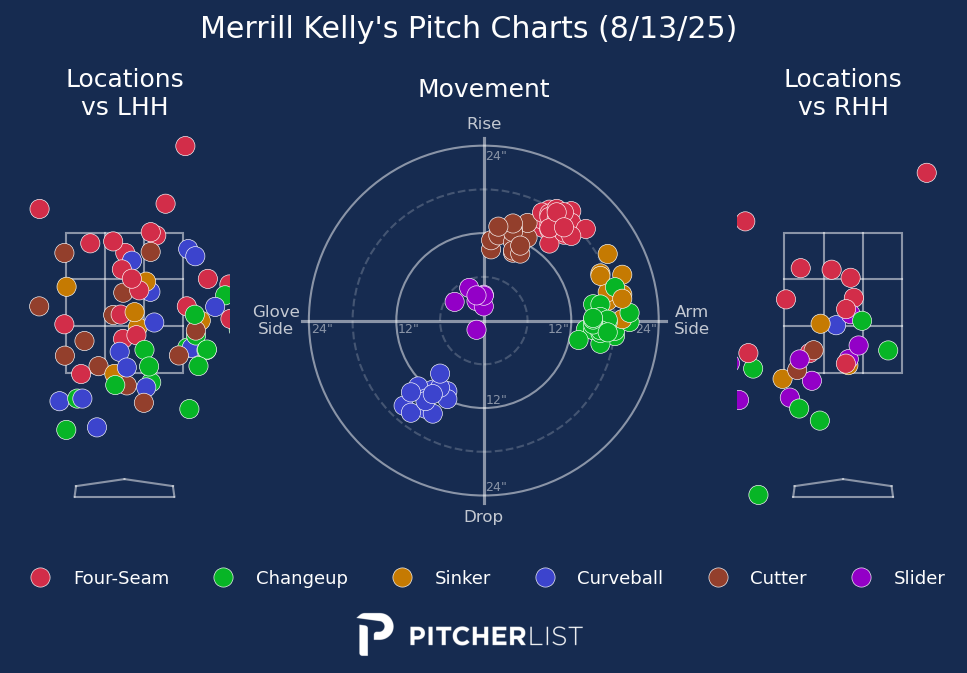 Merrill Kelly's Pitch Charts (8/13/25)
Locations
vs LHH
Movement
Locations
vs RHH
Rise
24"
Glove
Side
24"
12"
12"
24"
Arm
Side
12"
24"
Drop
Four-Seam
Changeup
Sinker
Curveball
Cutter
Slider
PITCHERLIST